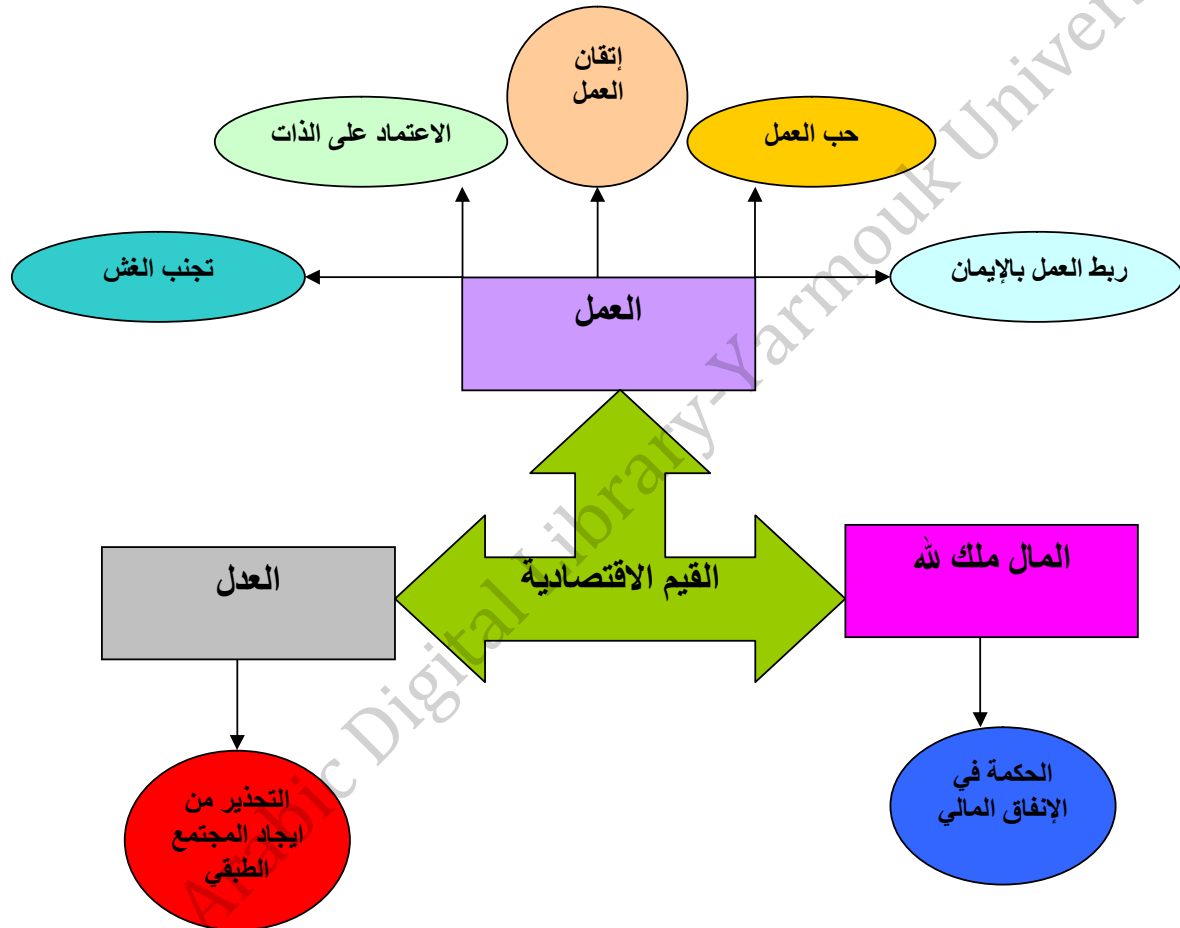 إتقان
العمل
حب العمل
الاعتماد على الذات
ربط العمل بالإيمان
تجنب الغش
العمل
المال ملك لله
القيم الاقتصادية
العدل
الحكمة في
الإنفاق المالي
التحذير من
ايجاد المجتمع
الطبقي
Arabic Digital Library-Yarmouk Univers